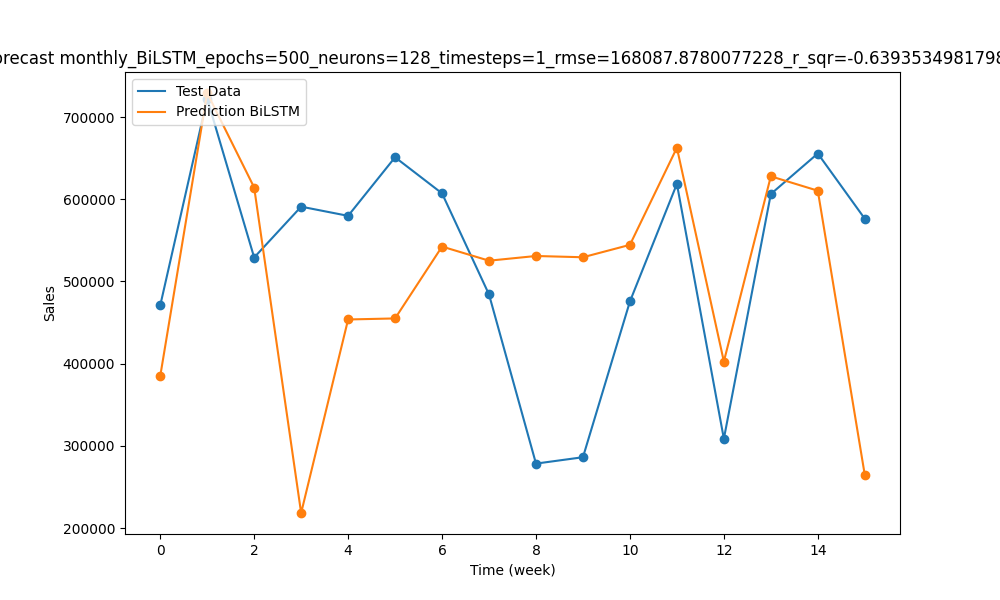 monthly_BiLSTM_epochs=500_neurons=128_timesteps=1_rmse=168087.8780077228_r_sqr=-0.6393534981798
Test Data
Prediction BiLSTM
700000
600000
500000
400000
300000
200000
Sales
0 2 4 6 8 10 12 14
Time (week)